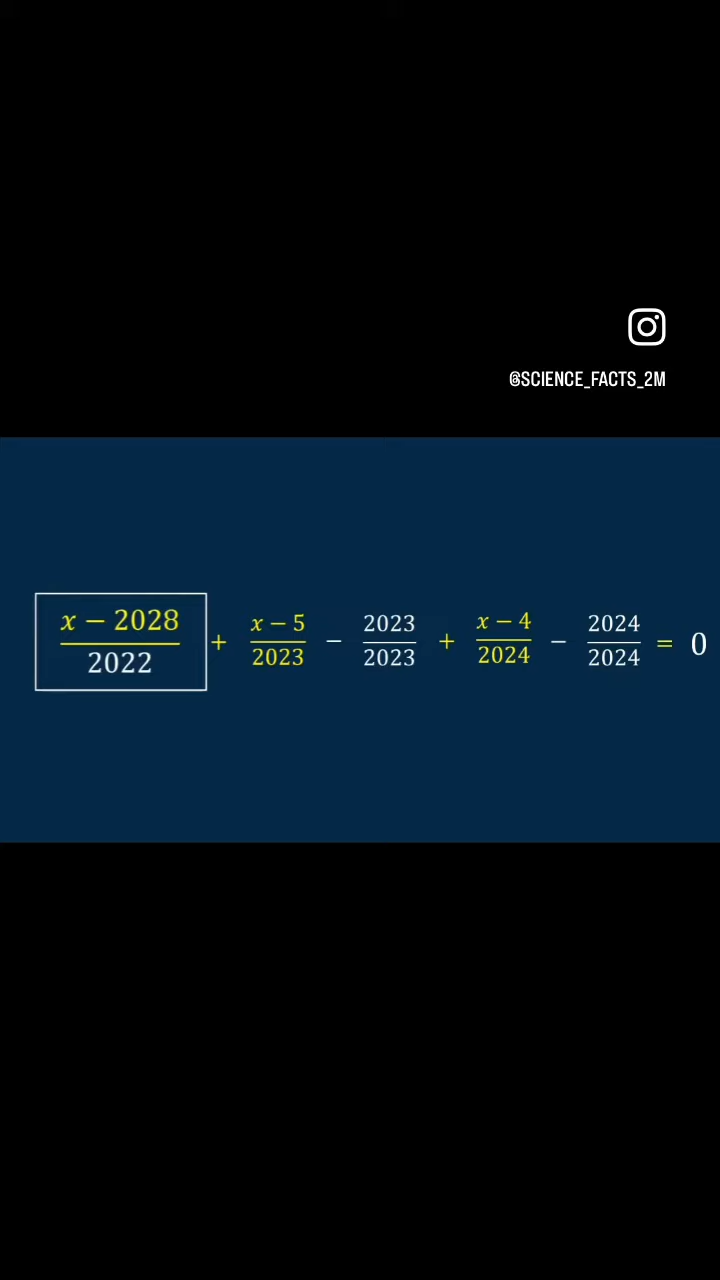 @SCIENCE_FACTS_2M
x − 2028 / 2022 + x − 5 / 2023 − 2023 / 2023 + x − 4 / 2024 − 2024 / 2024 = 0